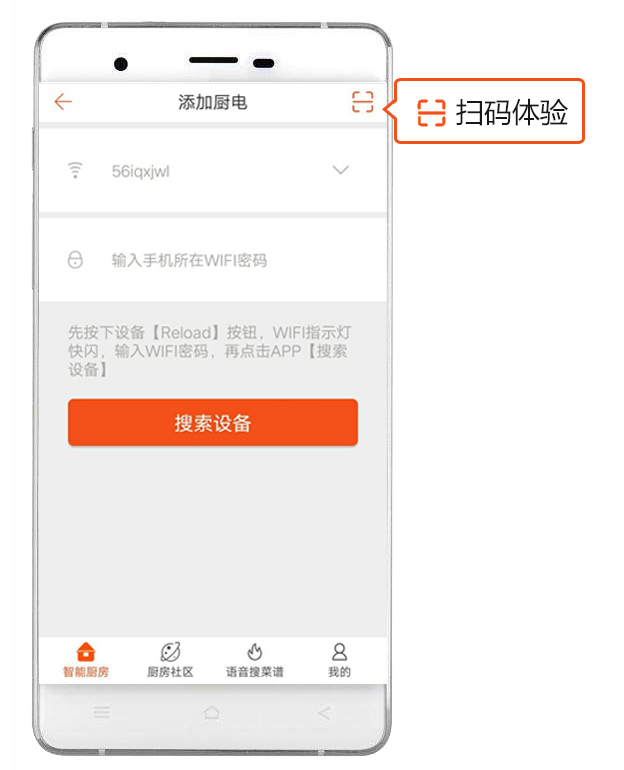 添加厨电
扫码体验
56iqxjwl
输入手机所在WIFI密码
先按下设备【Reload】按钮，WIFI指示灯
快闪，输入WIFI密码，再点击APP【搜索
设备】
搜索设备
智能厨房
厨房社区
语音搜菜谱
我的